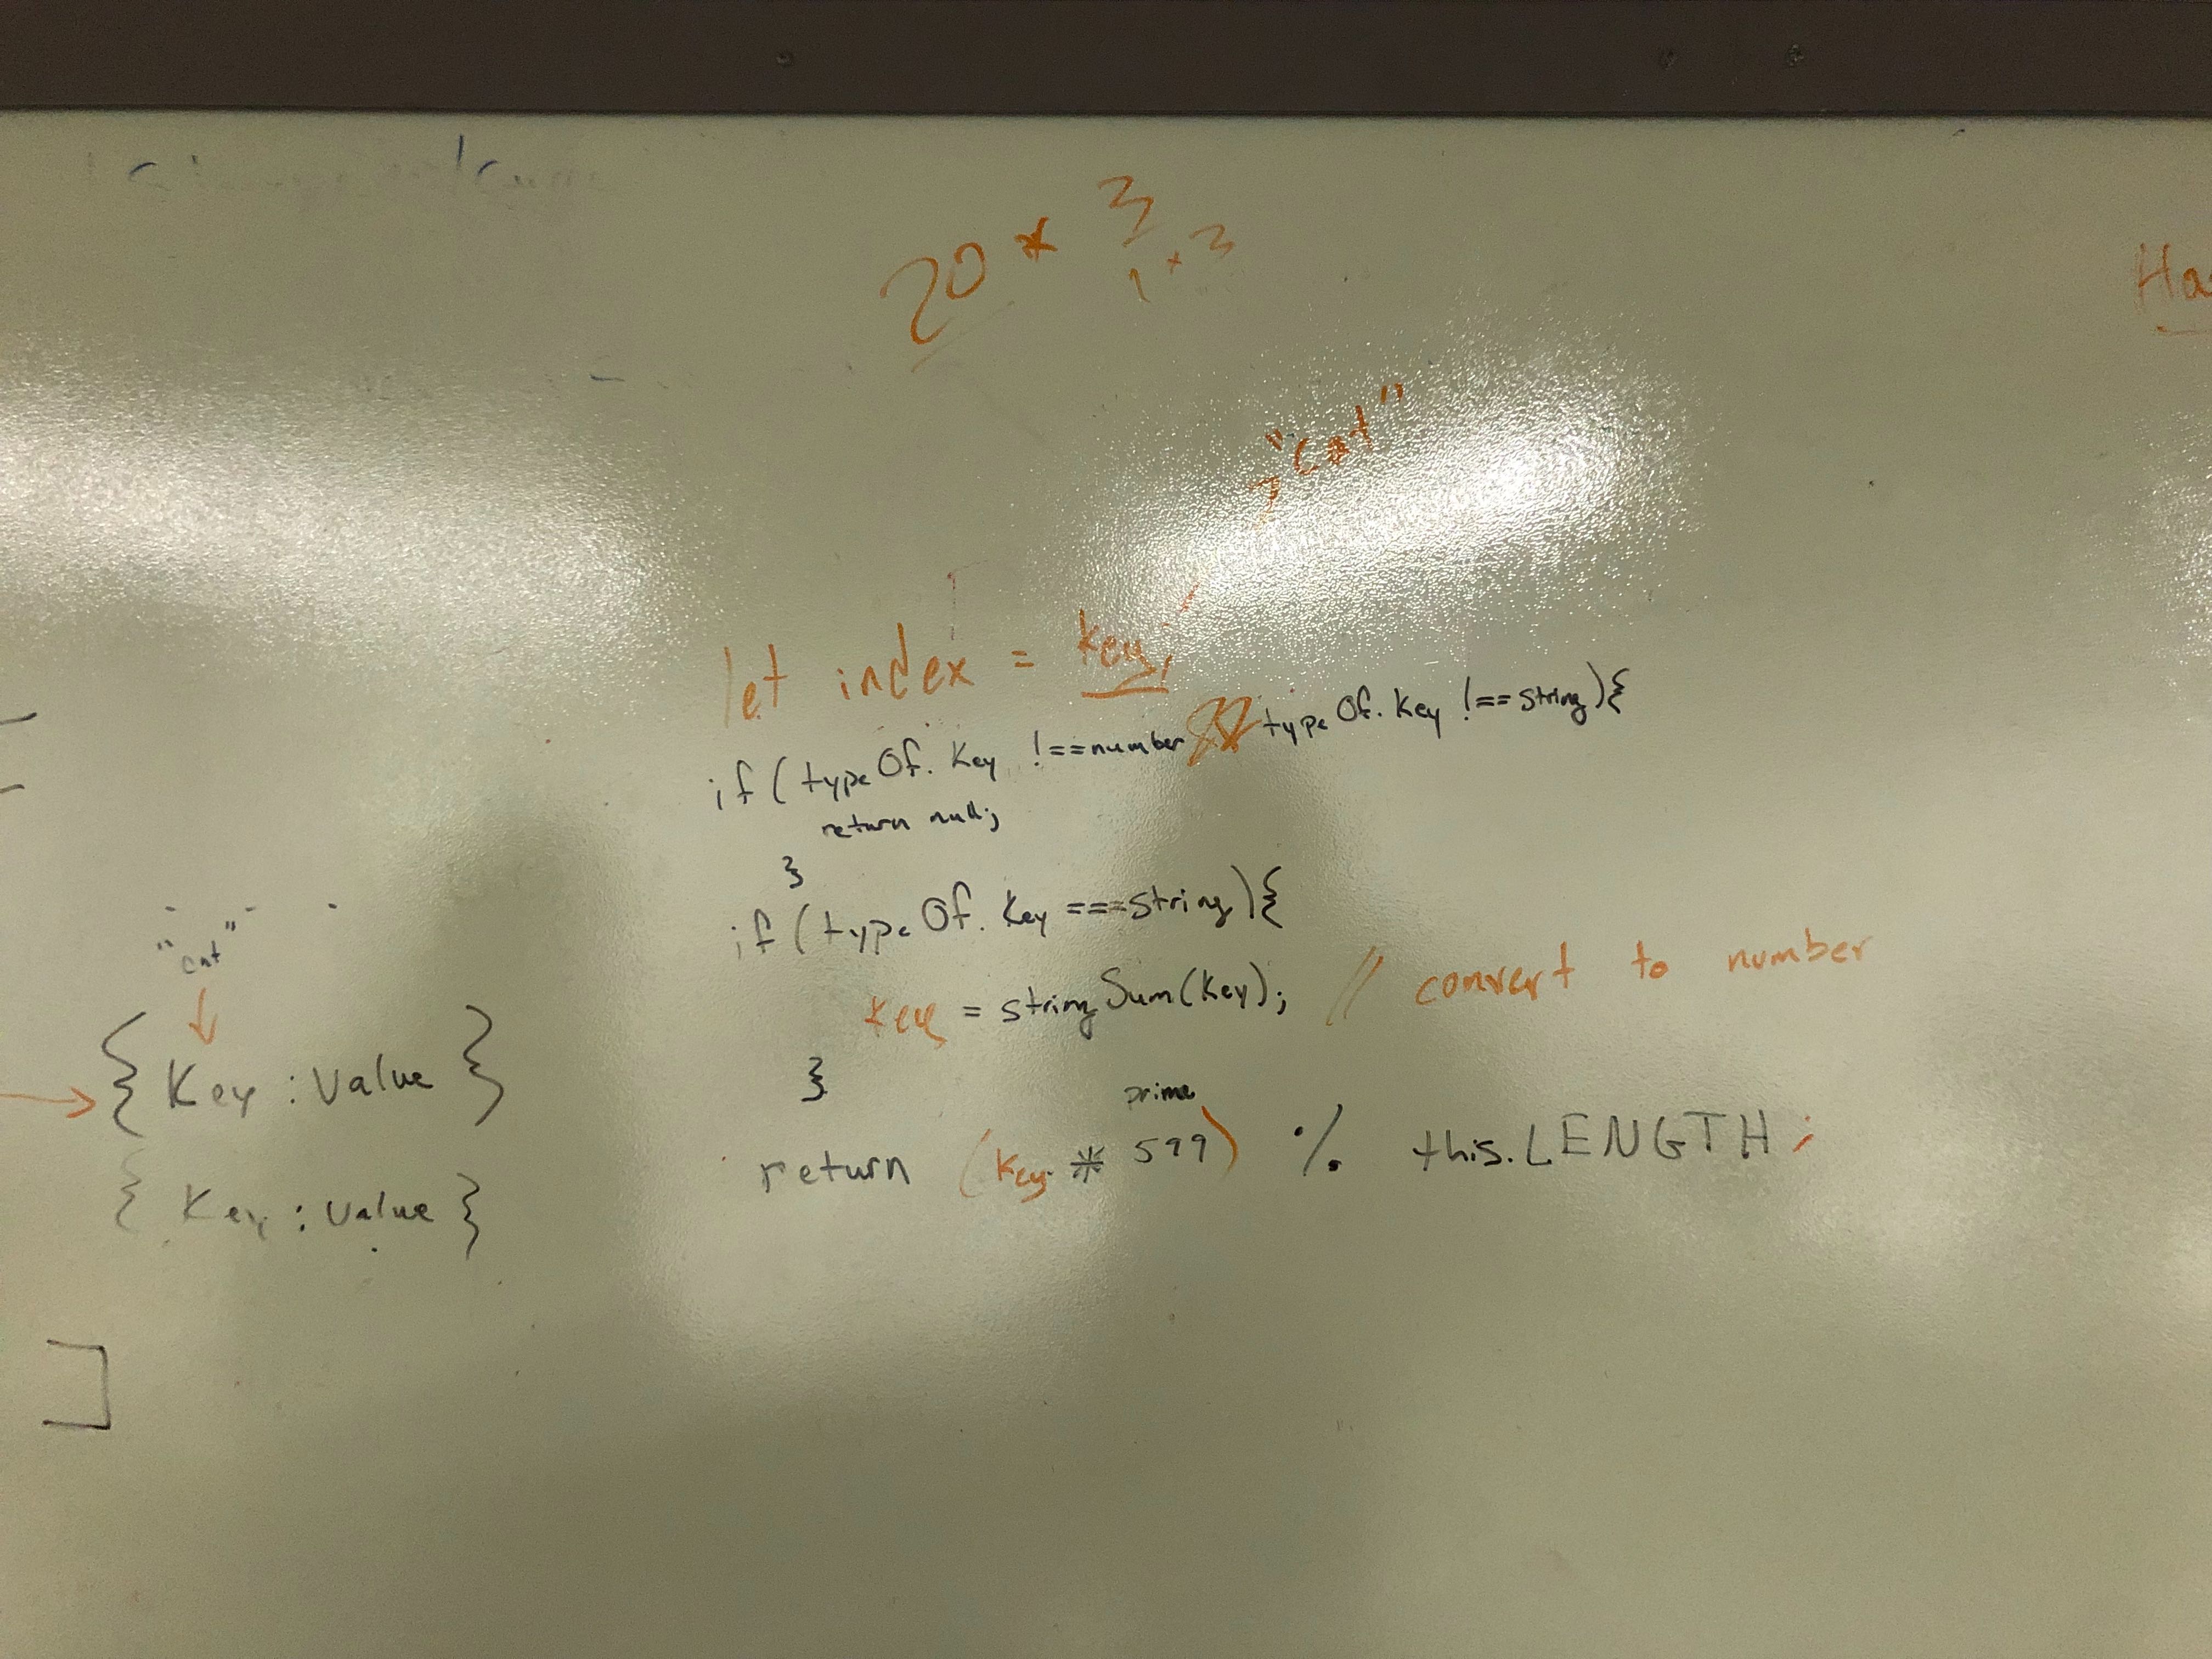 20 * 3
1 * 3
Ha
"cat"
let index = key;
if ( typeOf. Key !==number && typeOf. Key !== string){
return null;
}
if ( typeOf. Key ===string){
key = stringSum(Key); // convert to number
}
prime
return (Key * 599) % this.LENGTH;
"cat"
{ Key : Value }
{ Key : Value }
]